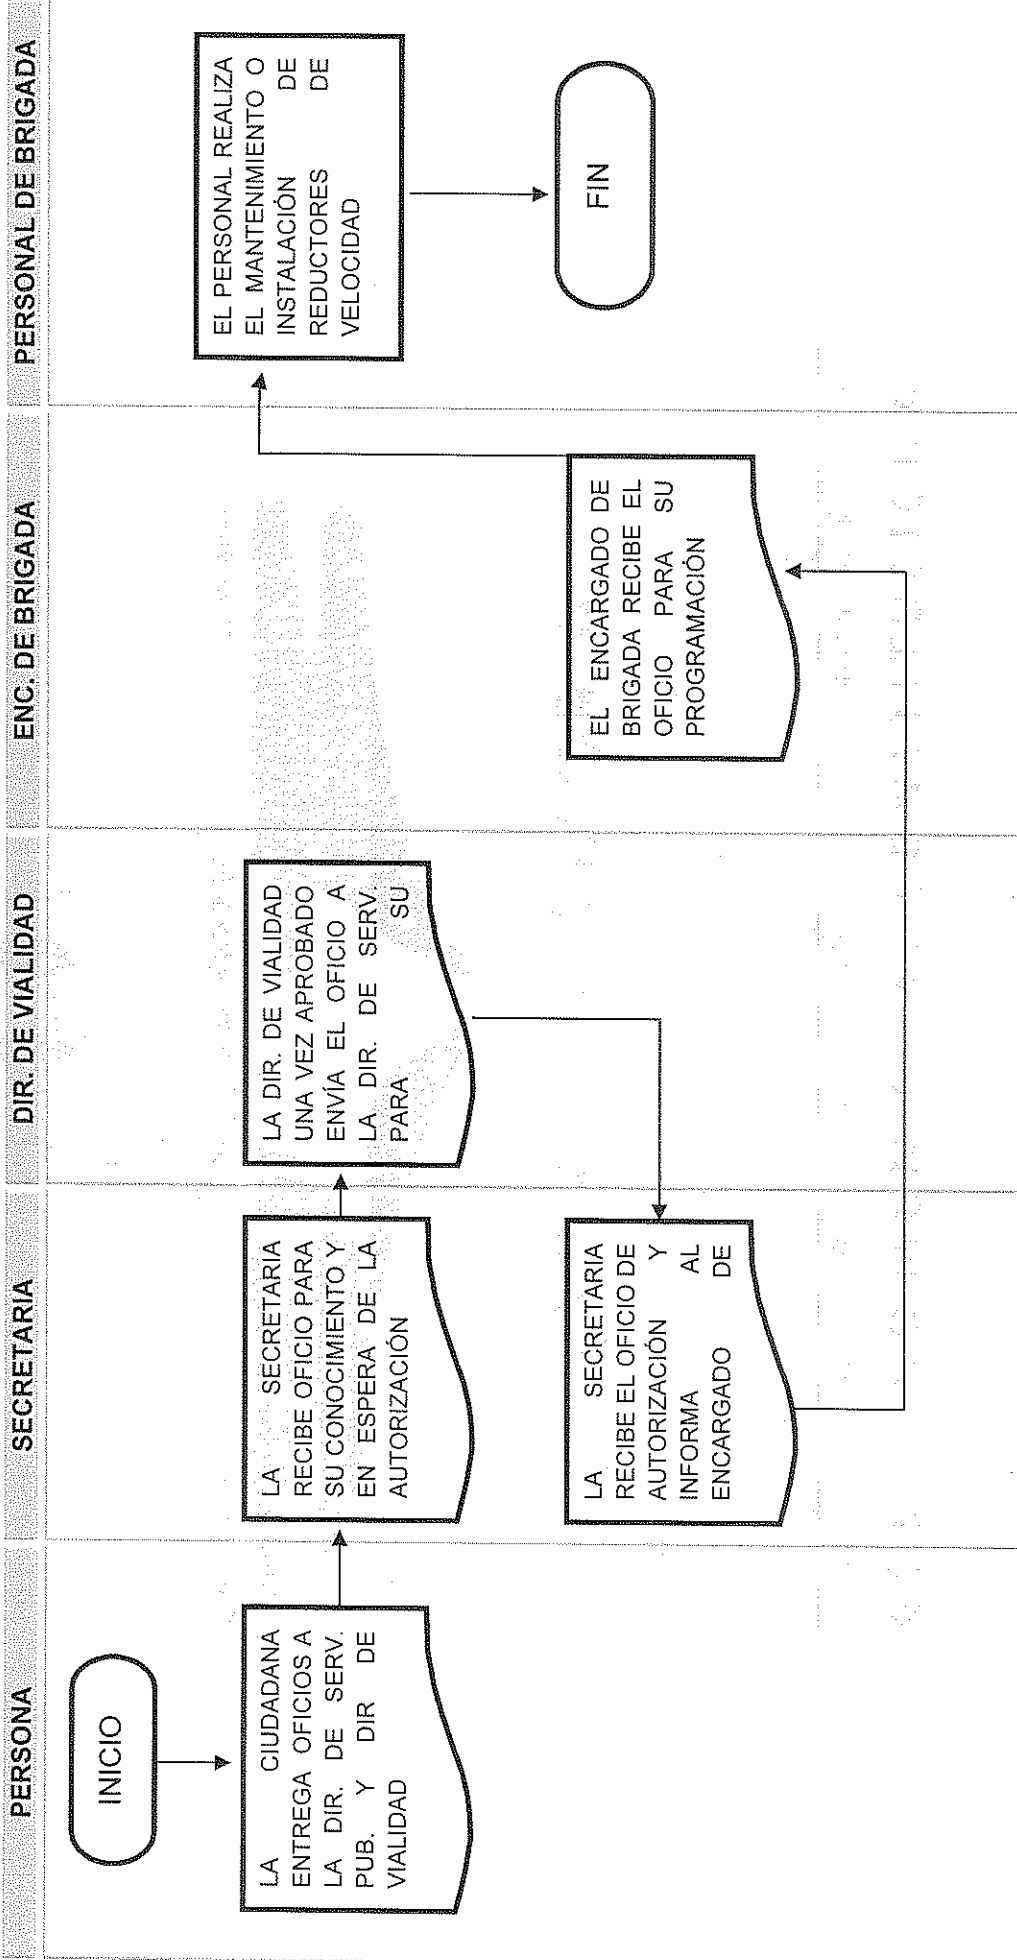 PERSONA
SECRETARIA
DIR. DE VIALIDAD
ENC. DE BRIGADA
PERSONAL DE BRIGADA
INICIO
LA CIUDADANA
ENTREGA OFICIOS A
LA DIR. DE SERV.
PUB. Y DIR DE
VIALIDAD
LA SECRETARIA
RECIBE OFICIO PARA
SU CONOCIMIENTO Y
EN ESPERA DE LA
AUTORIZACIÓN
LA DIR. DE VIALIDAD
UNA VEZ APROBADO
ENVÍA EL OFICIO A
LA DIR. DE SERV.
PARA SU
LA SECRETARIA
RECIBE EL OFICIO DE
AUTORIZACIÓN Y
INFORMA AL
ENCARGADO DE
EL ENCARGADO DE
BRIGADA RECIBE EL
OFICIO PARA SU
PROGRAMACIÓN
EL PERSONAL REALIZA
EL MANTENIMIENTO O
INSTALACIÓN DE
REDUCTORES DE
VELOCIDAD
FIN